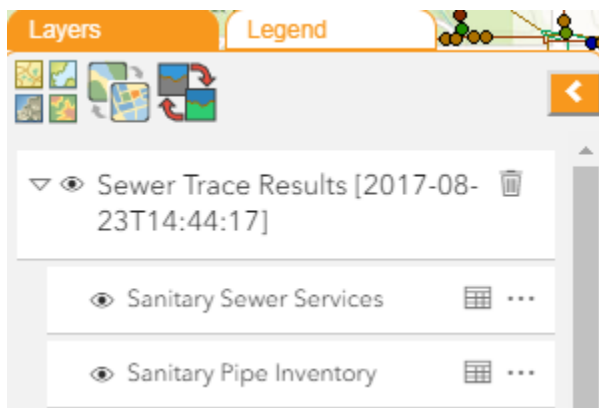 Layers
Legend
Sewer Trace Results [2017-08-
23T14:44:17]
Sanitary Sewer Services
Sanitary Pipe Inventory